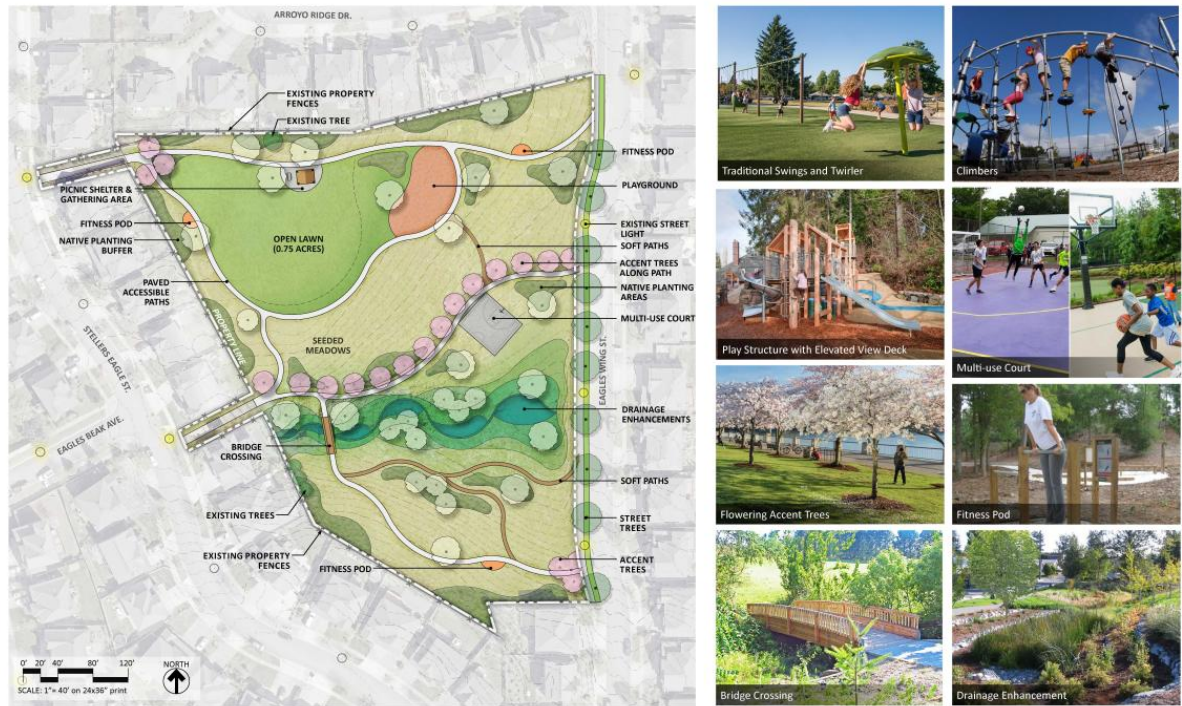 ARROYO RIDGE DR.
EXISTING PROPERTY
FENCES
EXISTING TREE
PICNIC SHELTER &
GATHERING AREA
FITNESS POD
NATIVE PLANTING
BUFFER
PAVED
ACCESSIBLE
PATHS
OPEN LAWN
(0.75 ACRES)
PROPERTY LINE
SEEDED
MEADOWS
STELLERS EAGLE ST.
EAGLES BEAK AVE.
BRIDGE
CROSSING
EXISTING TREES
EXISTING PROPERTY
FENCES
FITNESS POD
FITNESS POD
PLAYGROUND
EXISTING STREET
LIGHT
SOFT PATHS
ACCENT TREES
ALONG PATH
NATIVE PLANTING
AREAS
MULTI-USE COURT
EAGLES WING ST.
DRAINAGE
ENHANCEMENTS
SOFT PATHS
STREET
TREES
ACCENT
TREES
0' 20' 40' 80' 120'
SCALE: 1"= 40' on 24x36" print
NORTH
Traditional Swings and Twirler
Climbers
Play Structure with Elevated View Deck
Multi-use Court
Flowering Accent Trees
Fitness Pod
Bridge Crossing
Drainage Enhancement